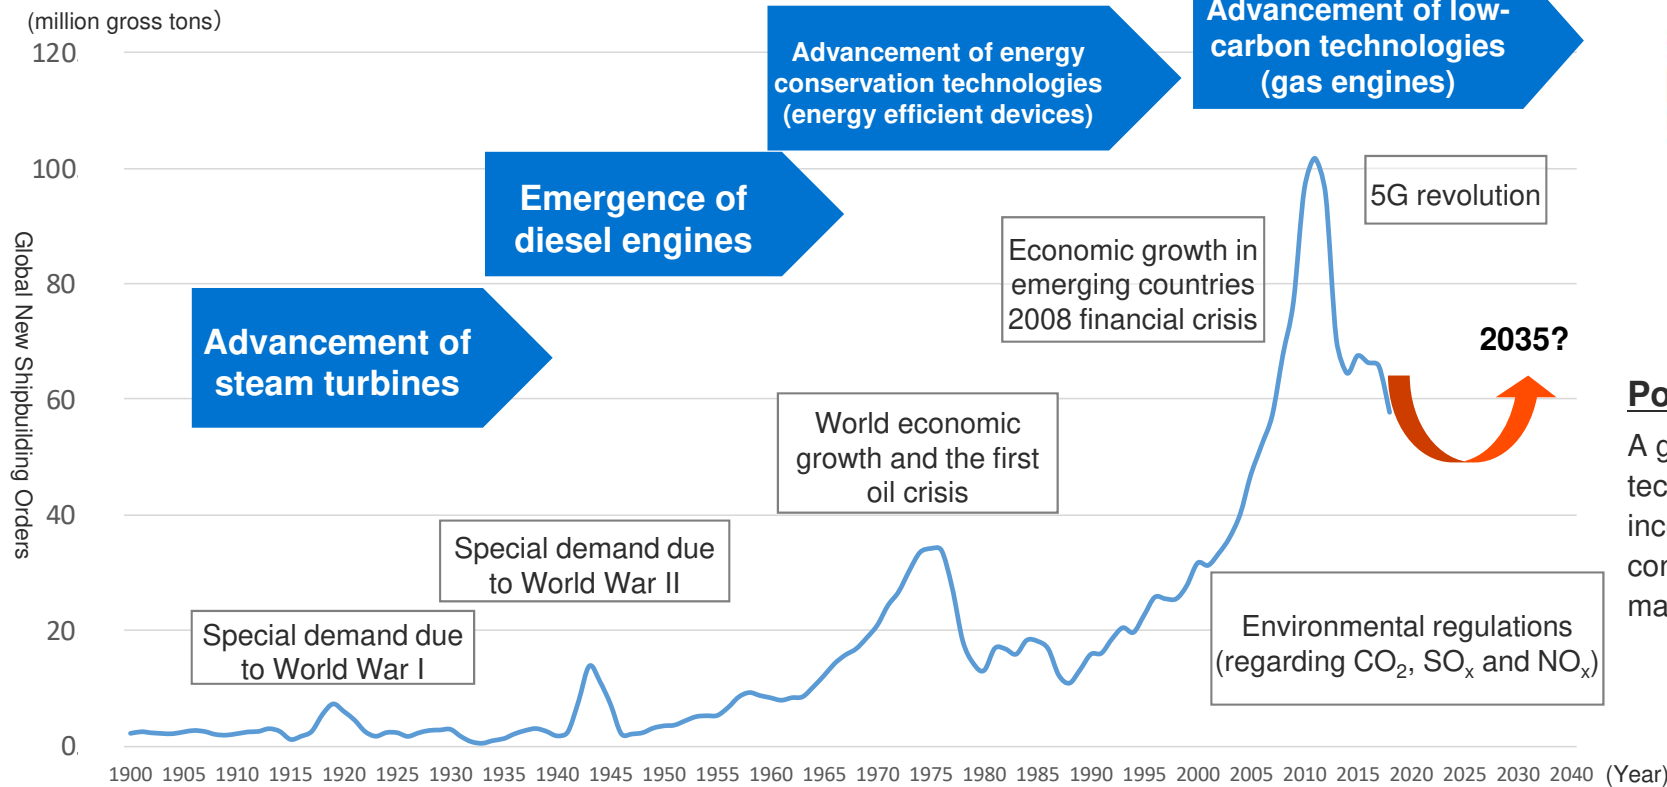 (million gross tons)
120
100
80
60
40
20
0
Global New Shipbuilding Orders
Advancement of low-
carbon technologies
(gas engines)
Advancement of energy
conservation technologies
(energy efficient devices)
Emergence of
diesel engines
Advancement of
steam turbines
5G revolution
Economic growth in
emerging countries
2008 financial crisis
2035?
World economic
growth and the first
oil crisis
Special demand due
to World War II
Special demand due
to World War I
Environmental regulations
(regarding CO₂, SOₓ and NOₓ)
A
1900 1905 1910 1915 1920 1925 1930 1935 1940 1945 1950 1955 1960 1965 1970 1975 1980 1985 1990 1995 2000 2005 2010 2015 2020 2025 2030 2040 (Year)